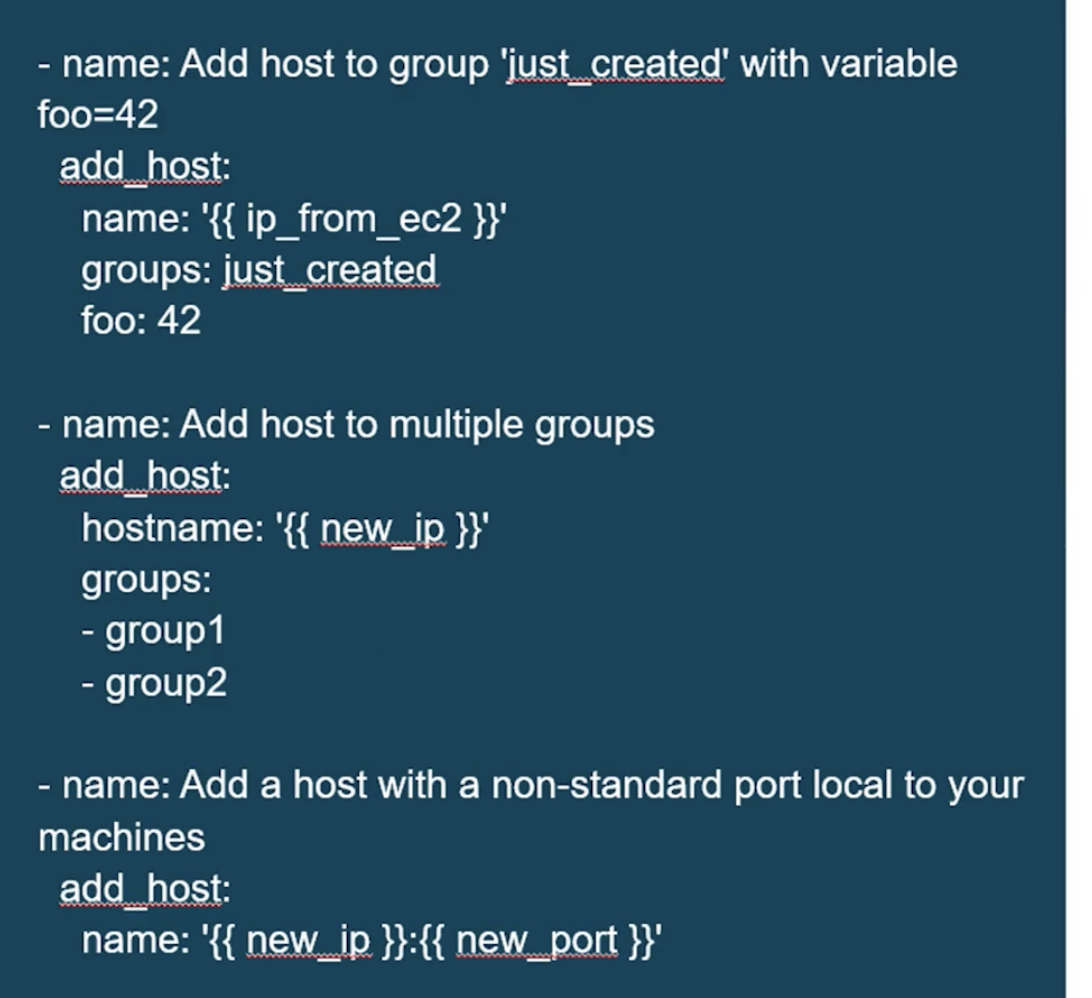 - name: Add host to group 'just_created' with variable
foo=42
add_host:
name: '{{ ip_from_ec2 }}'
groups: just_created
foo: 42
- name: Add host to multiple groups
add_host:
hostname: '{{ new_ip }}'
groups:
- group1
- group2
- name: Add a host with a non-standard port local to your
machines
add_host:
name: '{{ new_ip }}:{{ new_port }}'